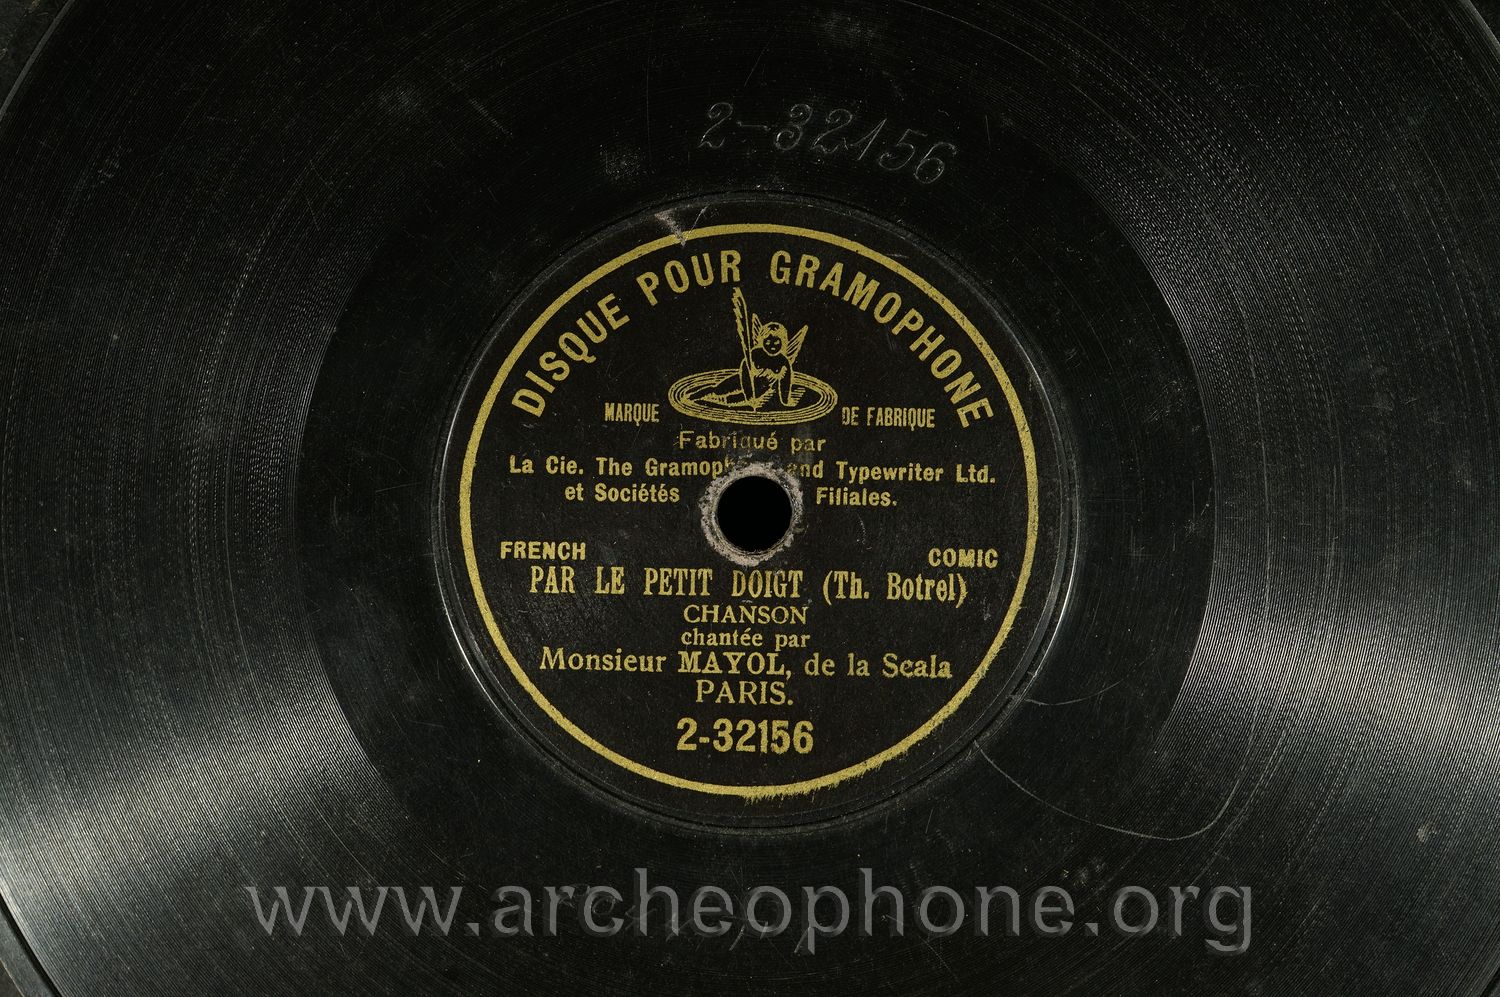 2-32156
DISQUE POUR GRAMOPHONE
MARQUE DE FABRIQUE
Fabriqué par
La Cie. The and Typewriter Ltd.
et Sociétés Filiales.
FRENCH COMIC
PAR LE PETIT DOIGT (Th. Botrel)
CHANSON
chantée par
Monsieur MAYOL, de la Scala
PARIS.
2-32156
www.archeophone.org